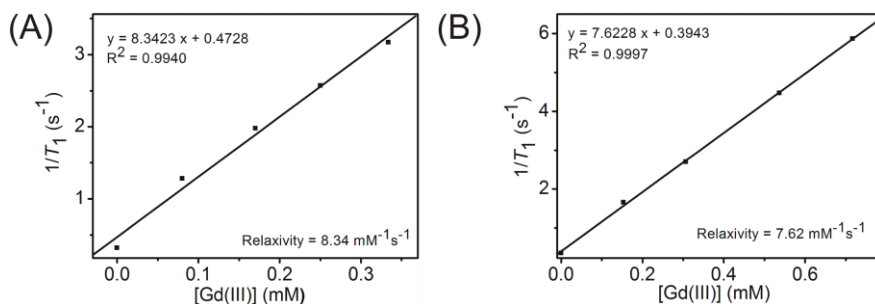 (A)
y = 8.3423 x + 0.4728
R² = 0.9940
3
2
1
1/T₁ (s⁻¹)
Relaxivity = 8.34 mM⁻¹s⁻¹
0.0 0.1 0.2 0.3
[Gd(III)] (mM)
(B)
y = 7.6228 x + 0.3943
R² = 0.9997
6
4
2
1/T₁ (s⁻¹)
Relaxivity = 7.62 mM⁻¹s⁻¹
0.0 0.2 0.4 0.6
[Gd(III)] (mM)